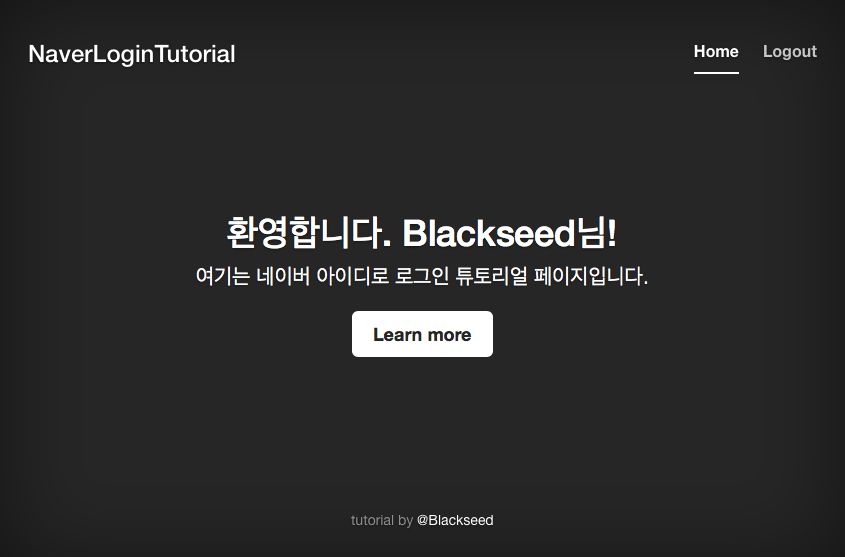 NaverLoginTutorial
Home Logout
환영합니다. Blackseed님!
여기는 네이버 아이디로 로그인 튜토리얼 페이지입니다.
Learn more
tutorial by @Blackseed